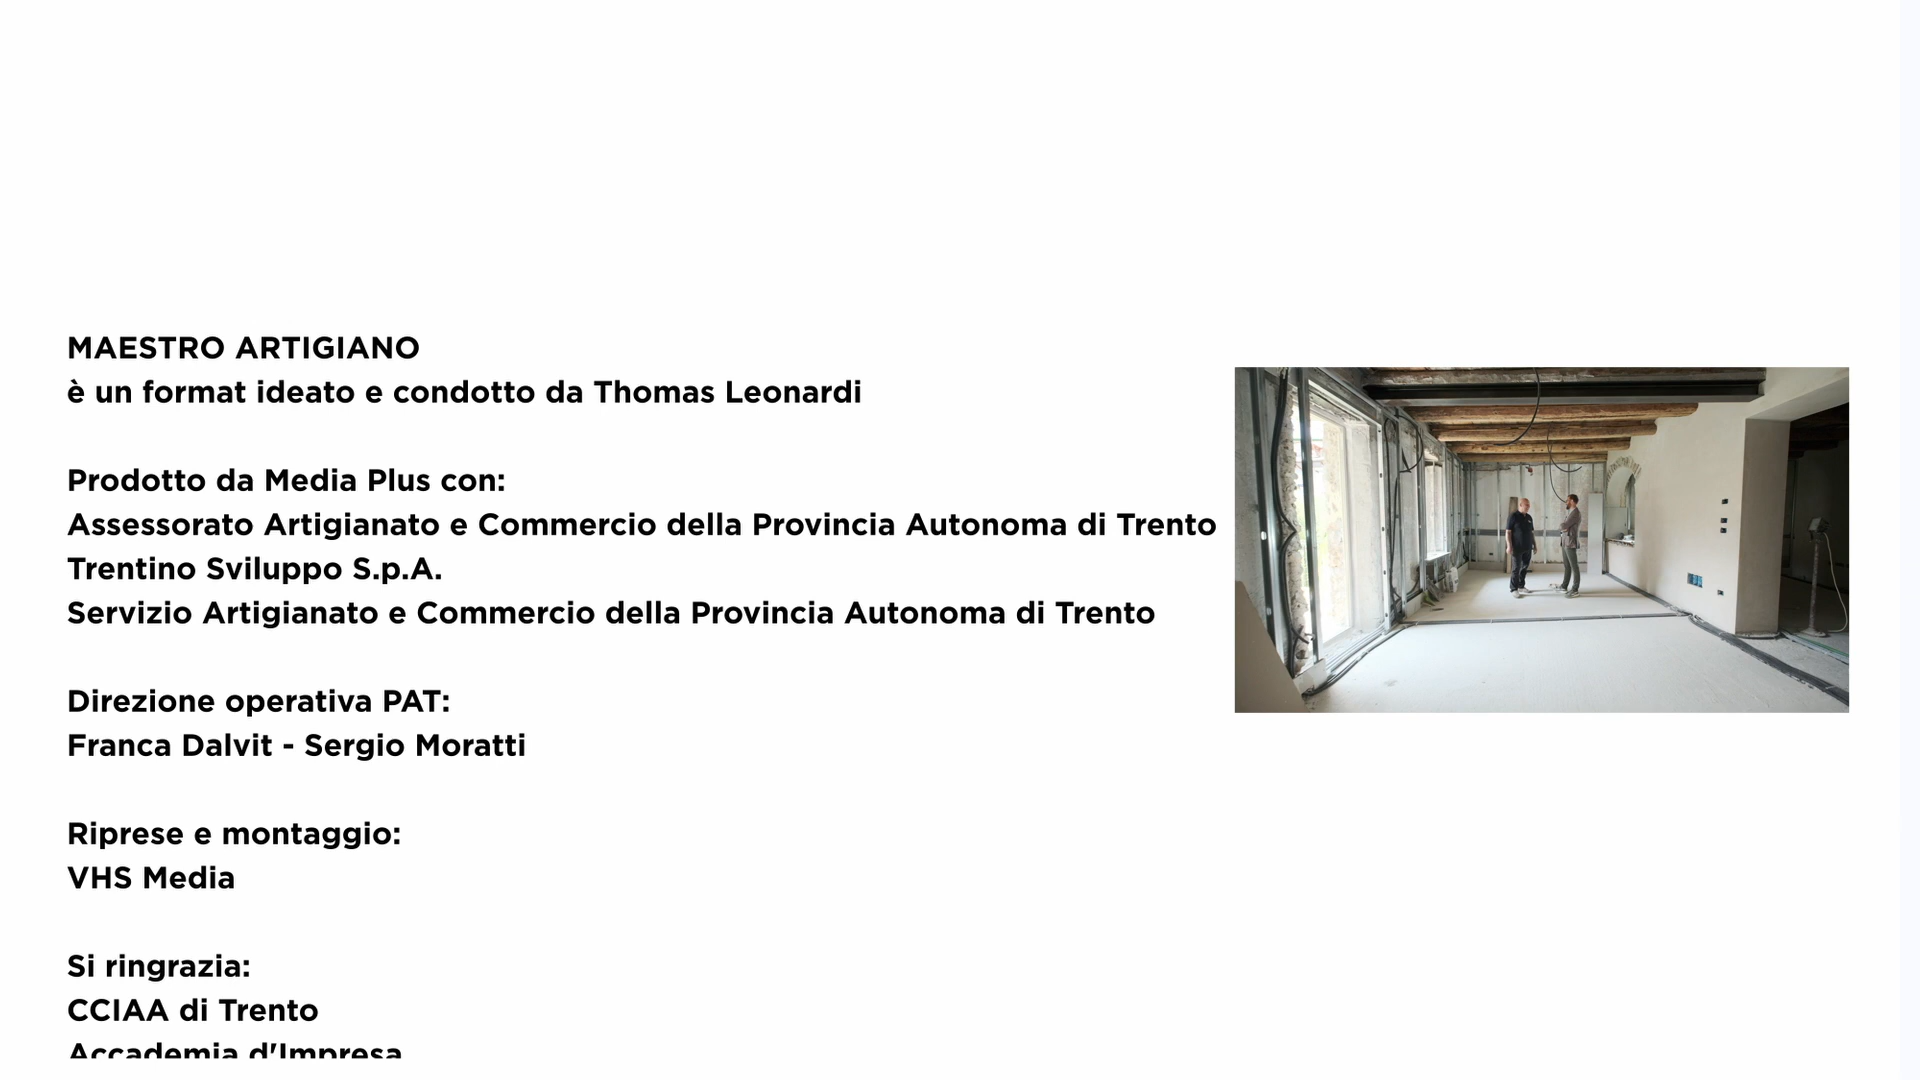 MAESTRO ARTIGIANO
è un format ideato e condotto da Thomas Leonardi
Prodotto da Media Plus con:
Assessorato Artigianato e Commercio della Provincia Autonoma di Trento
Trentino Sviluppo S.p.A.
Servizio Artigianato e Commercio della Provincia Autonoma di Trento
Direzione operativa PAT:
Franca Dalvit - Sergio Moratti
Riprese e montaggio:
VHS Media
Si ringrazia:
CCIAA di Trento
Accademia d'Impresa